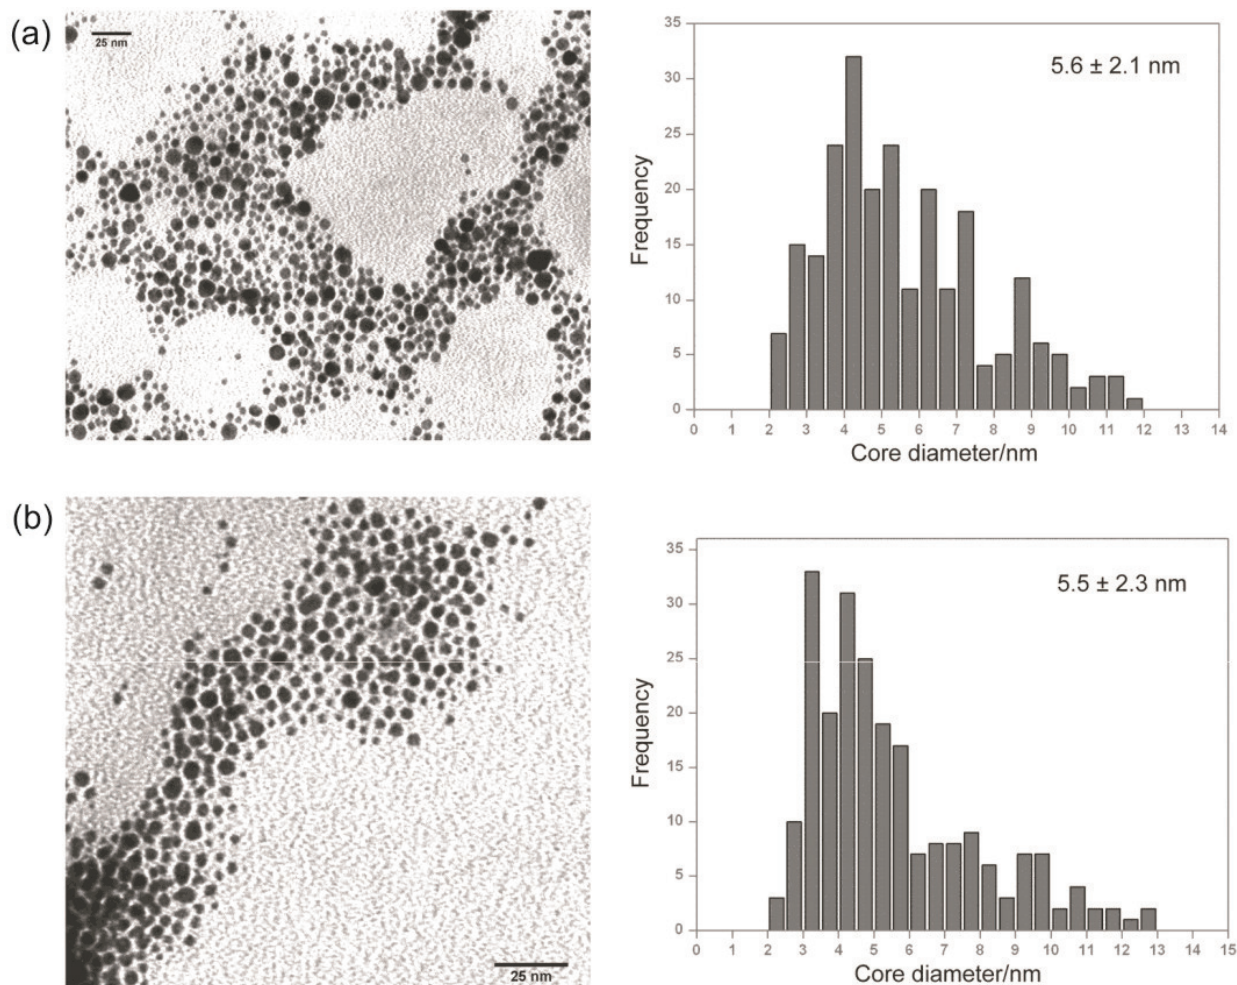 (a)
25 nm
35
30
25
20
15
10
5
0
Frequency
5.6 ± 2.1 nm
0 1 2 3 4 5 6 7 8 9 10 11 12 13 14
Core diameter/nm
(b)
25 nm
35
30
25
20
15
10
5
0
Frequency
5.5 ± 2.3 nm
0 1 2 3 4 5 6 7 8 9 10 11 12 13 14 15
Core diameter/nm